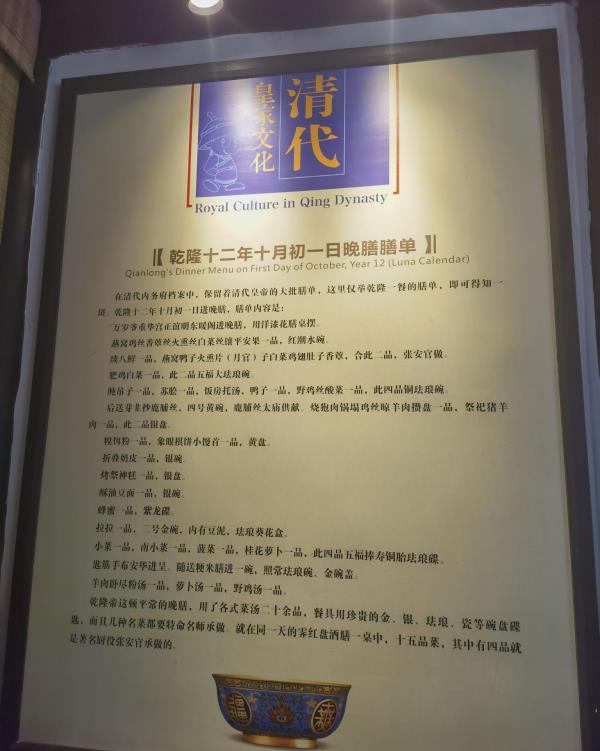 清代
皇家文化
Royal Culture in Qing Dynasty
【 乾隆十二年十月初一日晚膳膳单 】
Qianlong's Dinner Menu on First Day of October, Year 12 (Luna Calendar)
在清代内务府档案中，保留着清代皇帝的大批膳单，这里仅举乾隆一餐的膳单，即可得知一
斑。乾隆十二年十月初一日进晚膳，膳单内容是：
万岁爷重华宫正谊明东暖阁进晚膳，用洋漆花膳桌摆。
燕窝鸡丝香蕈丝火熏丝白菜丝镶平安果一品，红潮水碗。
续八鲜一品，燕窝鸭子火熏片（月官）子白菜鸡翅肚子香蕈，合此二品，张安官做。
肥鸡白菜一品，此二品五福大珐琅碗。
炖吊子一品，苏脍一品，饭房托汤，鸭子一品，野鸡丝酸菜一品，此四品铜珐琅碗。
后送芽韭抄鹿脯丝，四号黄碗，鹿脯丝太庙供献。烧狍肉锅塌鸡丝晾羊肉攒盘一品，祭祀猪羊
肉一品，此二品银盘。
糗饵粉一品，象眼棋饼小馒首一品，黄盘。
折叠奶皮一品，银碗。
烤祭神糕一品，银盘。
酥油豆面一品，银碗。
蜂蜜一品，紫龙碟。
拉拉一品，二号金碗，内有豆泥，珐琅葵花盒。
小菜一品，南小菜一品，菠菜一品，桂花萝卜一品，此四品五福捧寿铜胎珐琅碟。
匙筋手布安毕进呈。随送粳米膳进一碗，照常珐琅碗、金碗盖。
羊肉卧尽粉汤一品，萝卜汤一品，野鸡汤一品。
乾隆帝这顿平常的晚膳，用了各式菜汤二十余品，餐具用珍贵的金、银、珐琅、瓷等碗盘碟
匙，而且几种名菜都要特命名师承做。就在同一天的霁红盘酒膳一桌中，十五品菜，其中有四品就
是著名厨役张安官承做的。